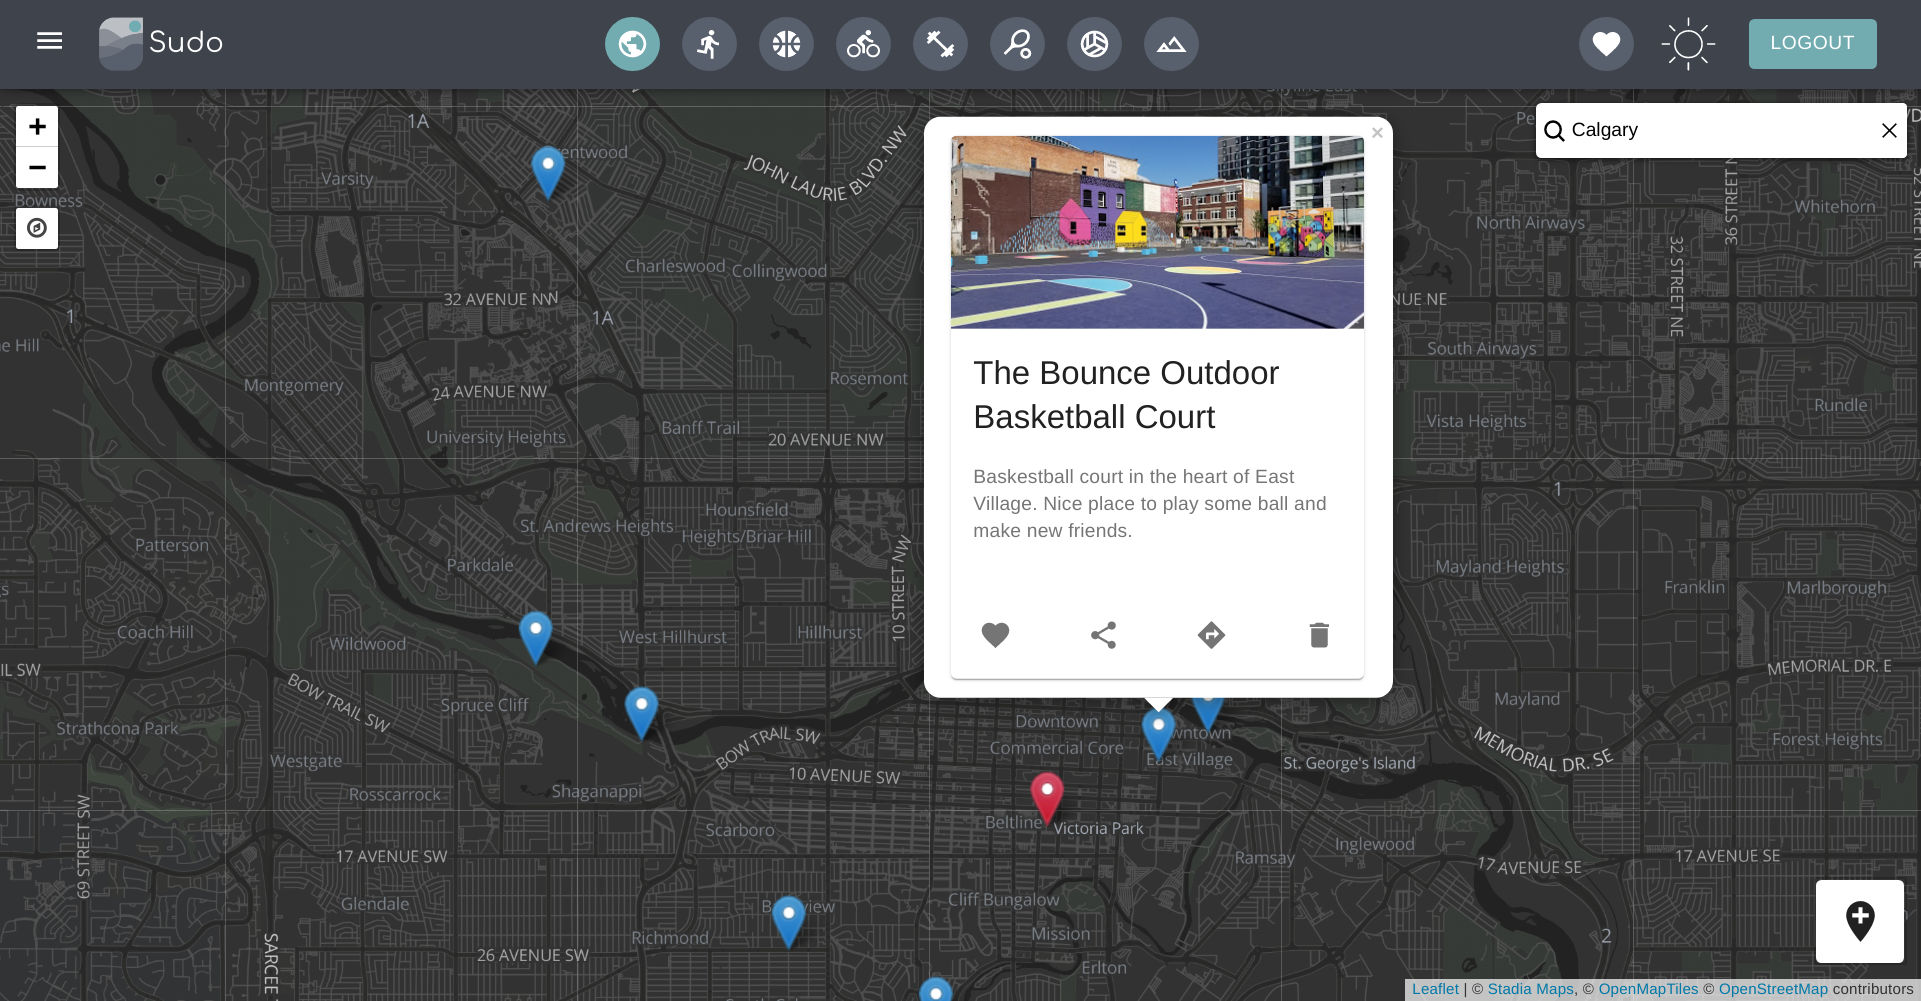 Sudo
LOGOUT
+
−
Calgary
×
The Bounce Outdoor
Basketball Court
Baskestball court in the heart of East
Village. Nice place to play some ball and
make new friends.
1A
JOHN LAURIE BLVD. NW
Varsity
Bowness
North Airways
Whitehorn
36 STREET N
32 STREET NE
Charleswood
Collingwood
32 AVENUE NN
NUE NE
1
1A
e Hill
South Airways
Montgomery
24 AVENUE NW
Rosemont
Rundle
University Heights
Banff Trail
20 AVENUE NW
Vista Heights
1
Hounsfield
Heights/Briar Hill
St. Andrews Heights
Patterson
10 STREET NW
Parkdale
Mayland Heights
Franklin
Marlborough
Coach Hill
Wildwood
West Hillhurst
Hillhurst
IL SW
MEMORIAL DR. E
BOW TRAIL SW
Spruce Cliff
Mayland
Strathcona Park
Downtown
Commercial Core
wntown
East Village
BOW TRAIL SW
MEMORIAL DR. SE
Forest Heights
Westgate
10 AVENUE SW
St. George's Island
Rosscarrock
Shaganappi
69 STREET SW
Scarboro
Beltline
Victoria Park
17 AVENUE SW
Ramsay
Inglewood
17 AVENUE SE
17 AVENUE SE
Glendale
Cliff Bungalow
view
Richmond
Mission
2
26 AVENUE SW
SARCEE
Erlton
Leaflet | © Stadia Maps, © OpenMapTiles © OpenStreetMap contributors